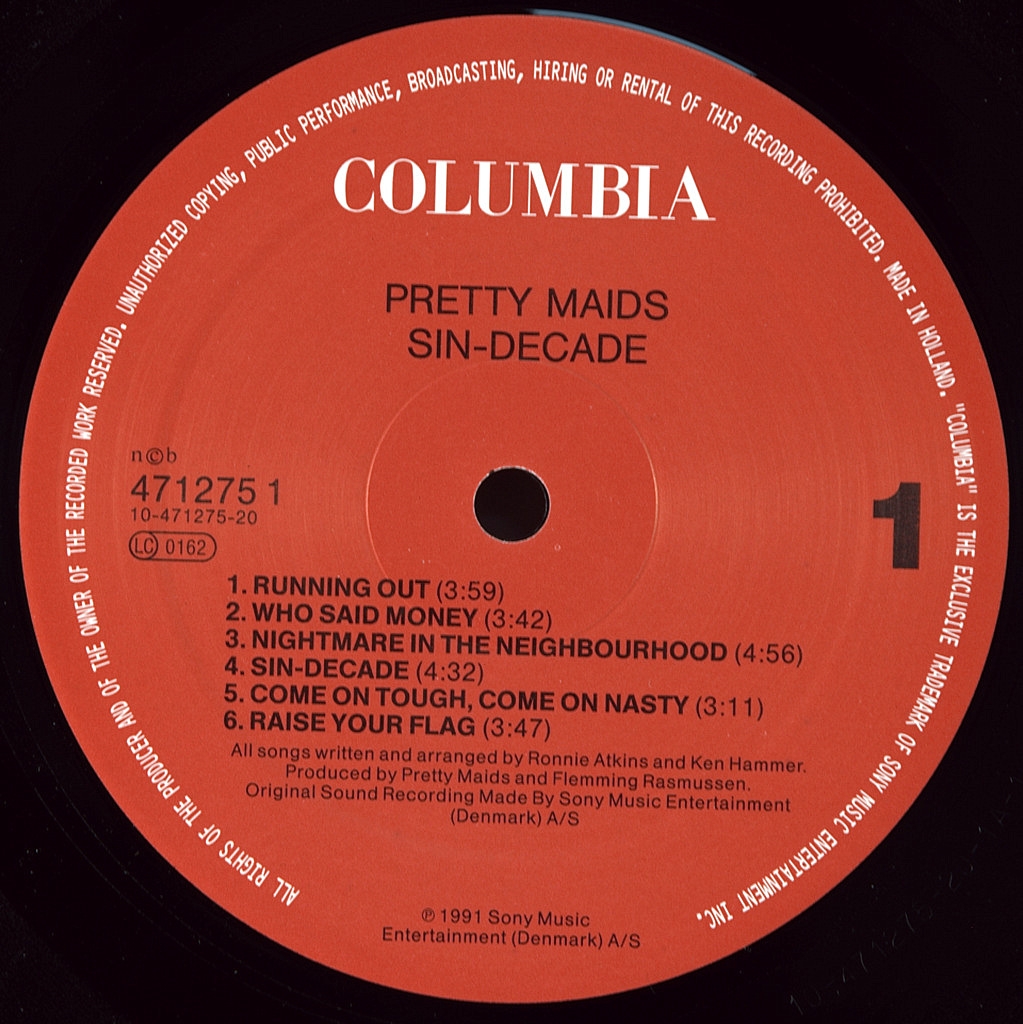 ALL RIGHTS OF THE PRODUCER AND OF THE OWNER OF THE RECORDED WORK RESERVED. UNAUTHORIZED COPYING, PUBLIC PERFORMANCE, BROADCASTING, HIRING OR RENTAL OF THIS RECORDING PROHIBITED. MADE IN HOLLAND. "COLUMBIA" IS THE EXCLUSIVE TRADEMARK OF SONY MUSIC ENTERTAINMENT INC.
COLUMBIA
PRETTY MAIDS
SIN-DECADE
n©b
471275 1
10-471275-20
LC 0162
1
1. RUNNING OUT (3:59)
2. WHO SAID MONEY (3:42)
3. NIGHTMARE IN THE NEIGHBOURHOOD (4:56)
4. SIN-DECADE (4:32)
5. COME ON TOUGH, COME ON NASTY (3:11)
6. RAISE YOUR FLAG (3:47)
All songs written and arranged by Ronnie Atkins and Ken Hammer.
Produced by Pretty Maids and Flemming Rasmussen.
Original Sound Recording Made By Sony Music Entertainment
(Denmark) A/S
℗ 1991 Sony Music
Entertainment (Denmark) A/S